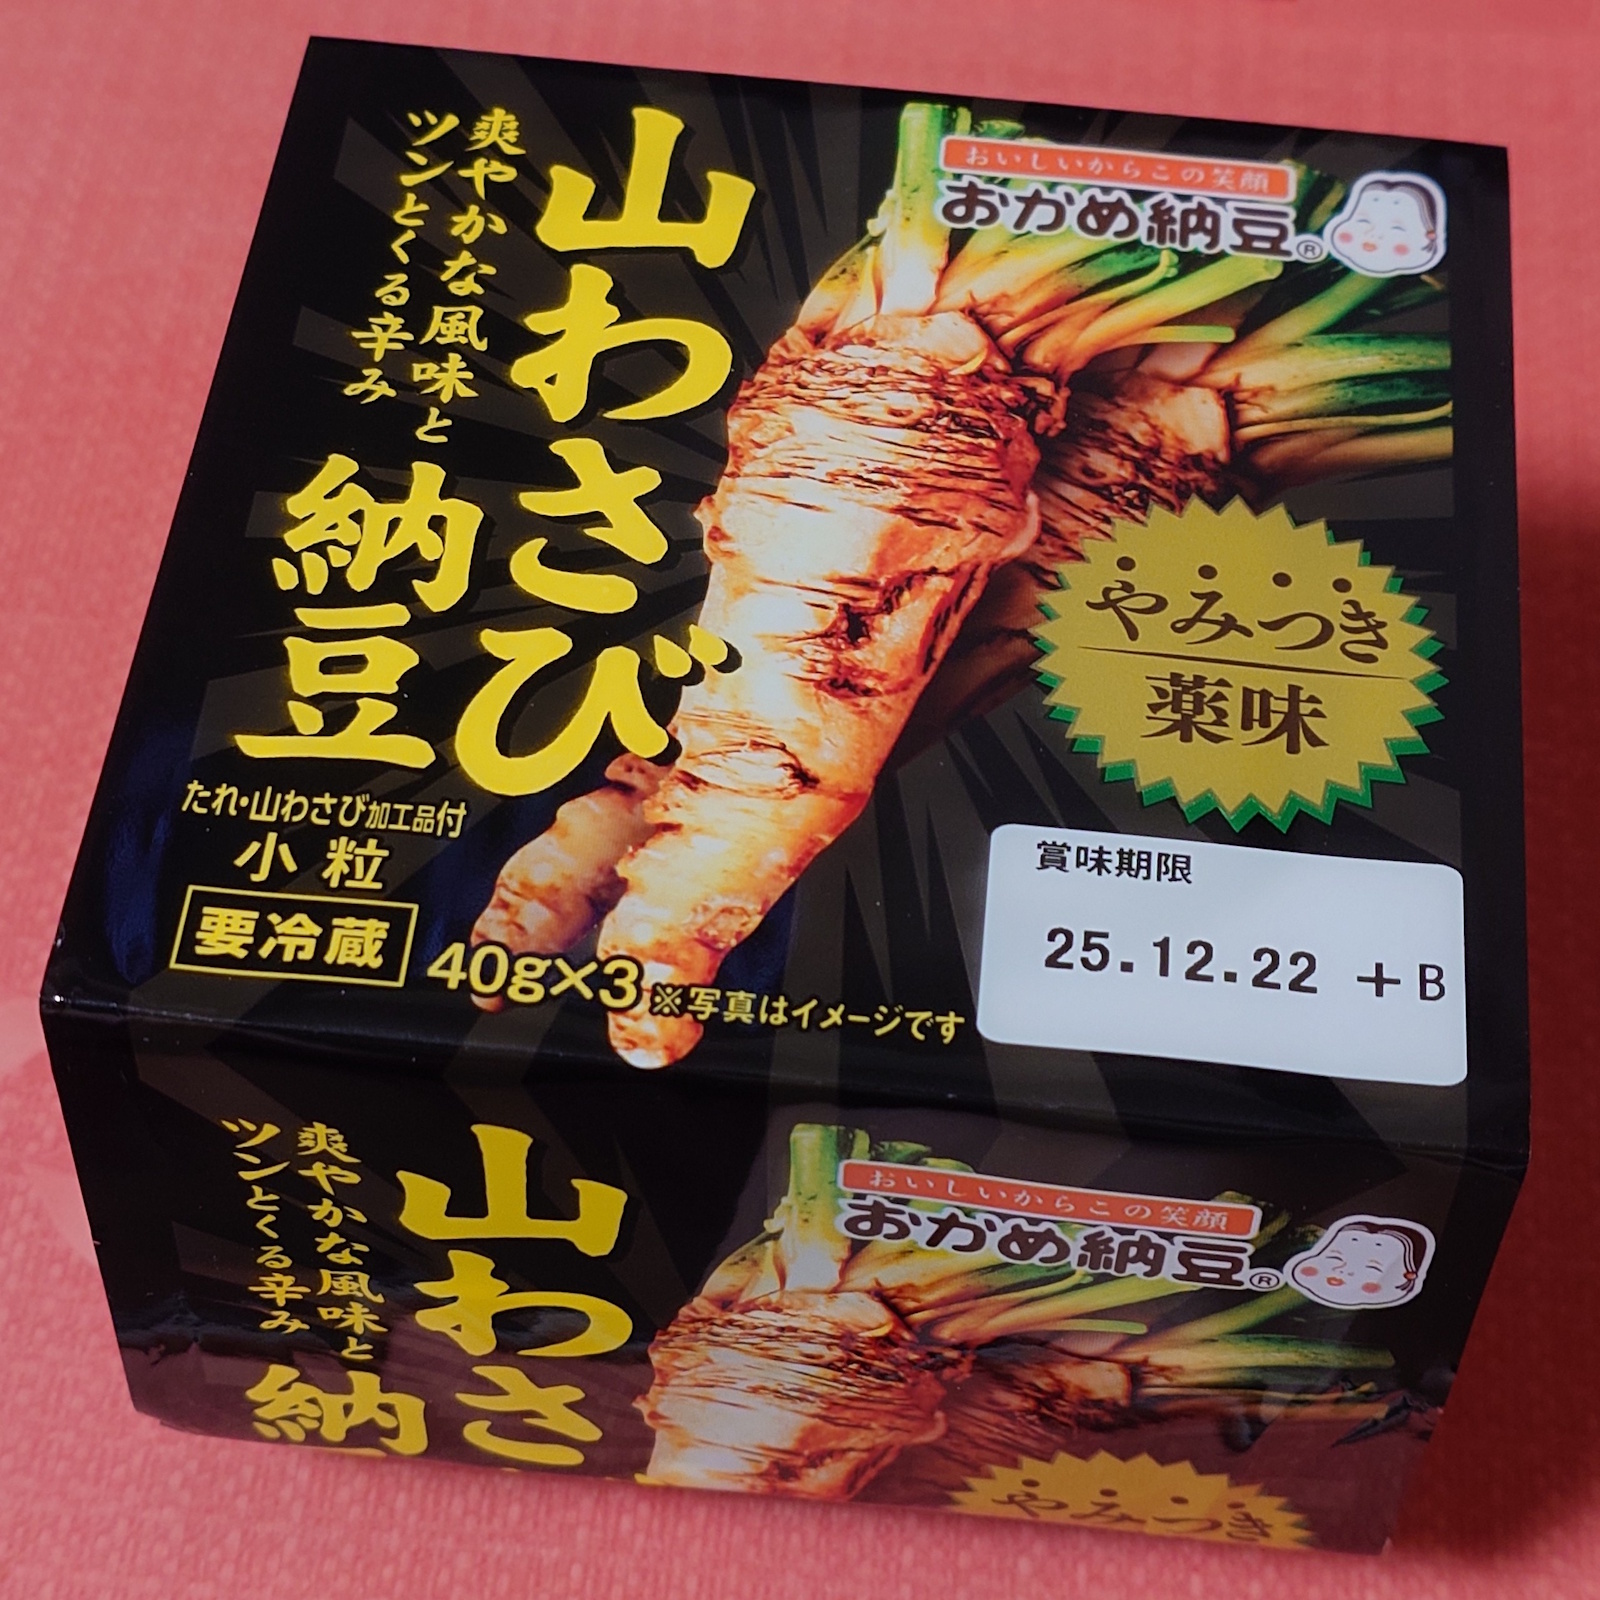 おいしいからこの笑顔
おかめ納豆®
山わさび
納豆
爽やかな風味と
ツンとくる辛み
やみつき
薬味
たれ・山わさび加工品付
小粒
要冷蔵
40g×3
※写真はイメージです
賞味期限
25.12.22 +B
おいしいからこの笑顔
おかめ納豆®
山わさ
納
爽やかな風味と
ツンとくる辛み
やみつき